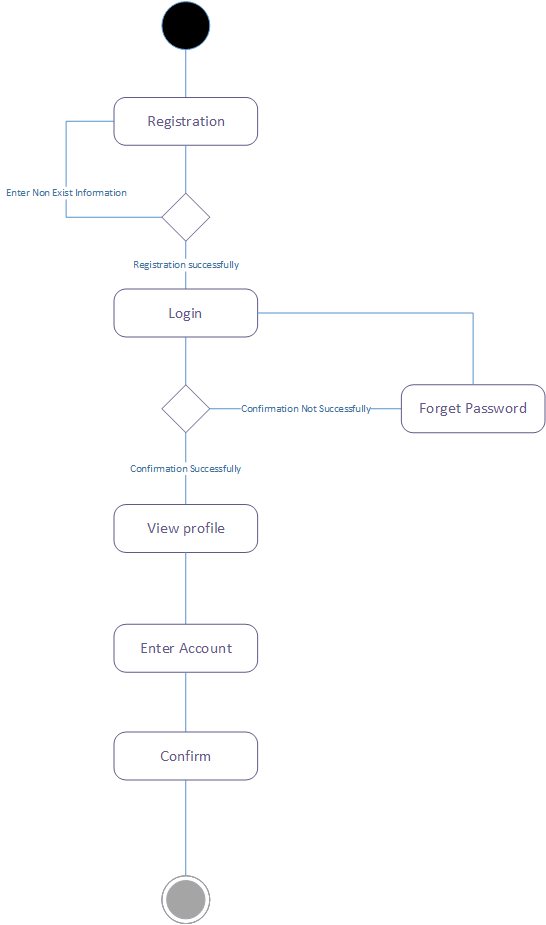 Registration
Enter Non Exist Information
Registration successfully
Login
Confirmation Not Successfully
Forget Password
Confirmation Successfully
View profile
Enter Account
Confirm